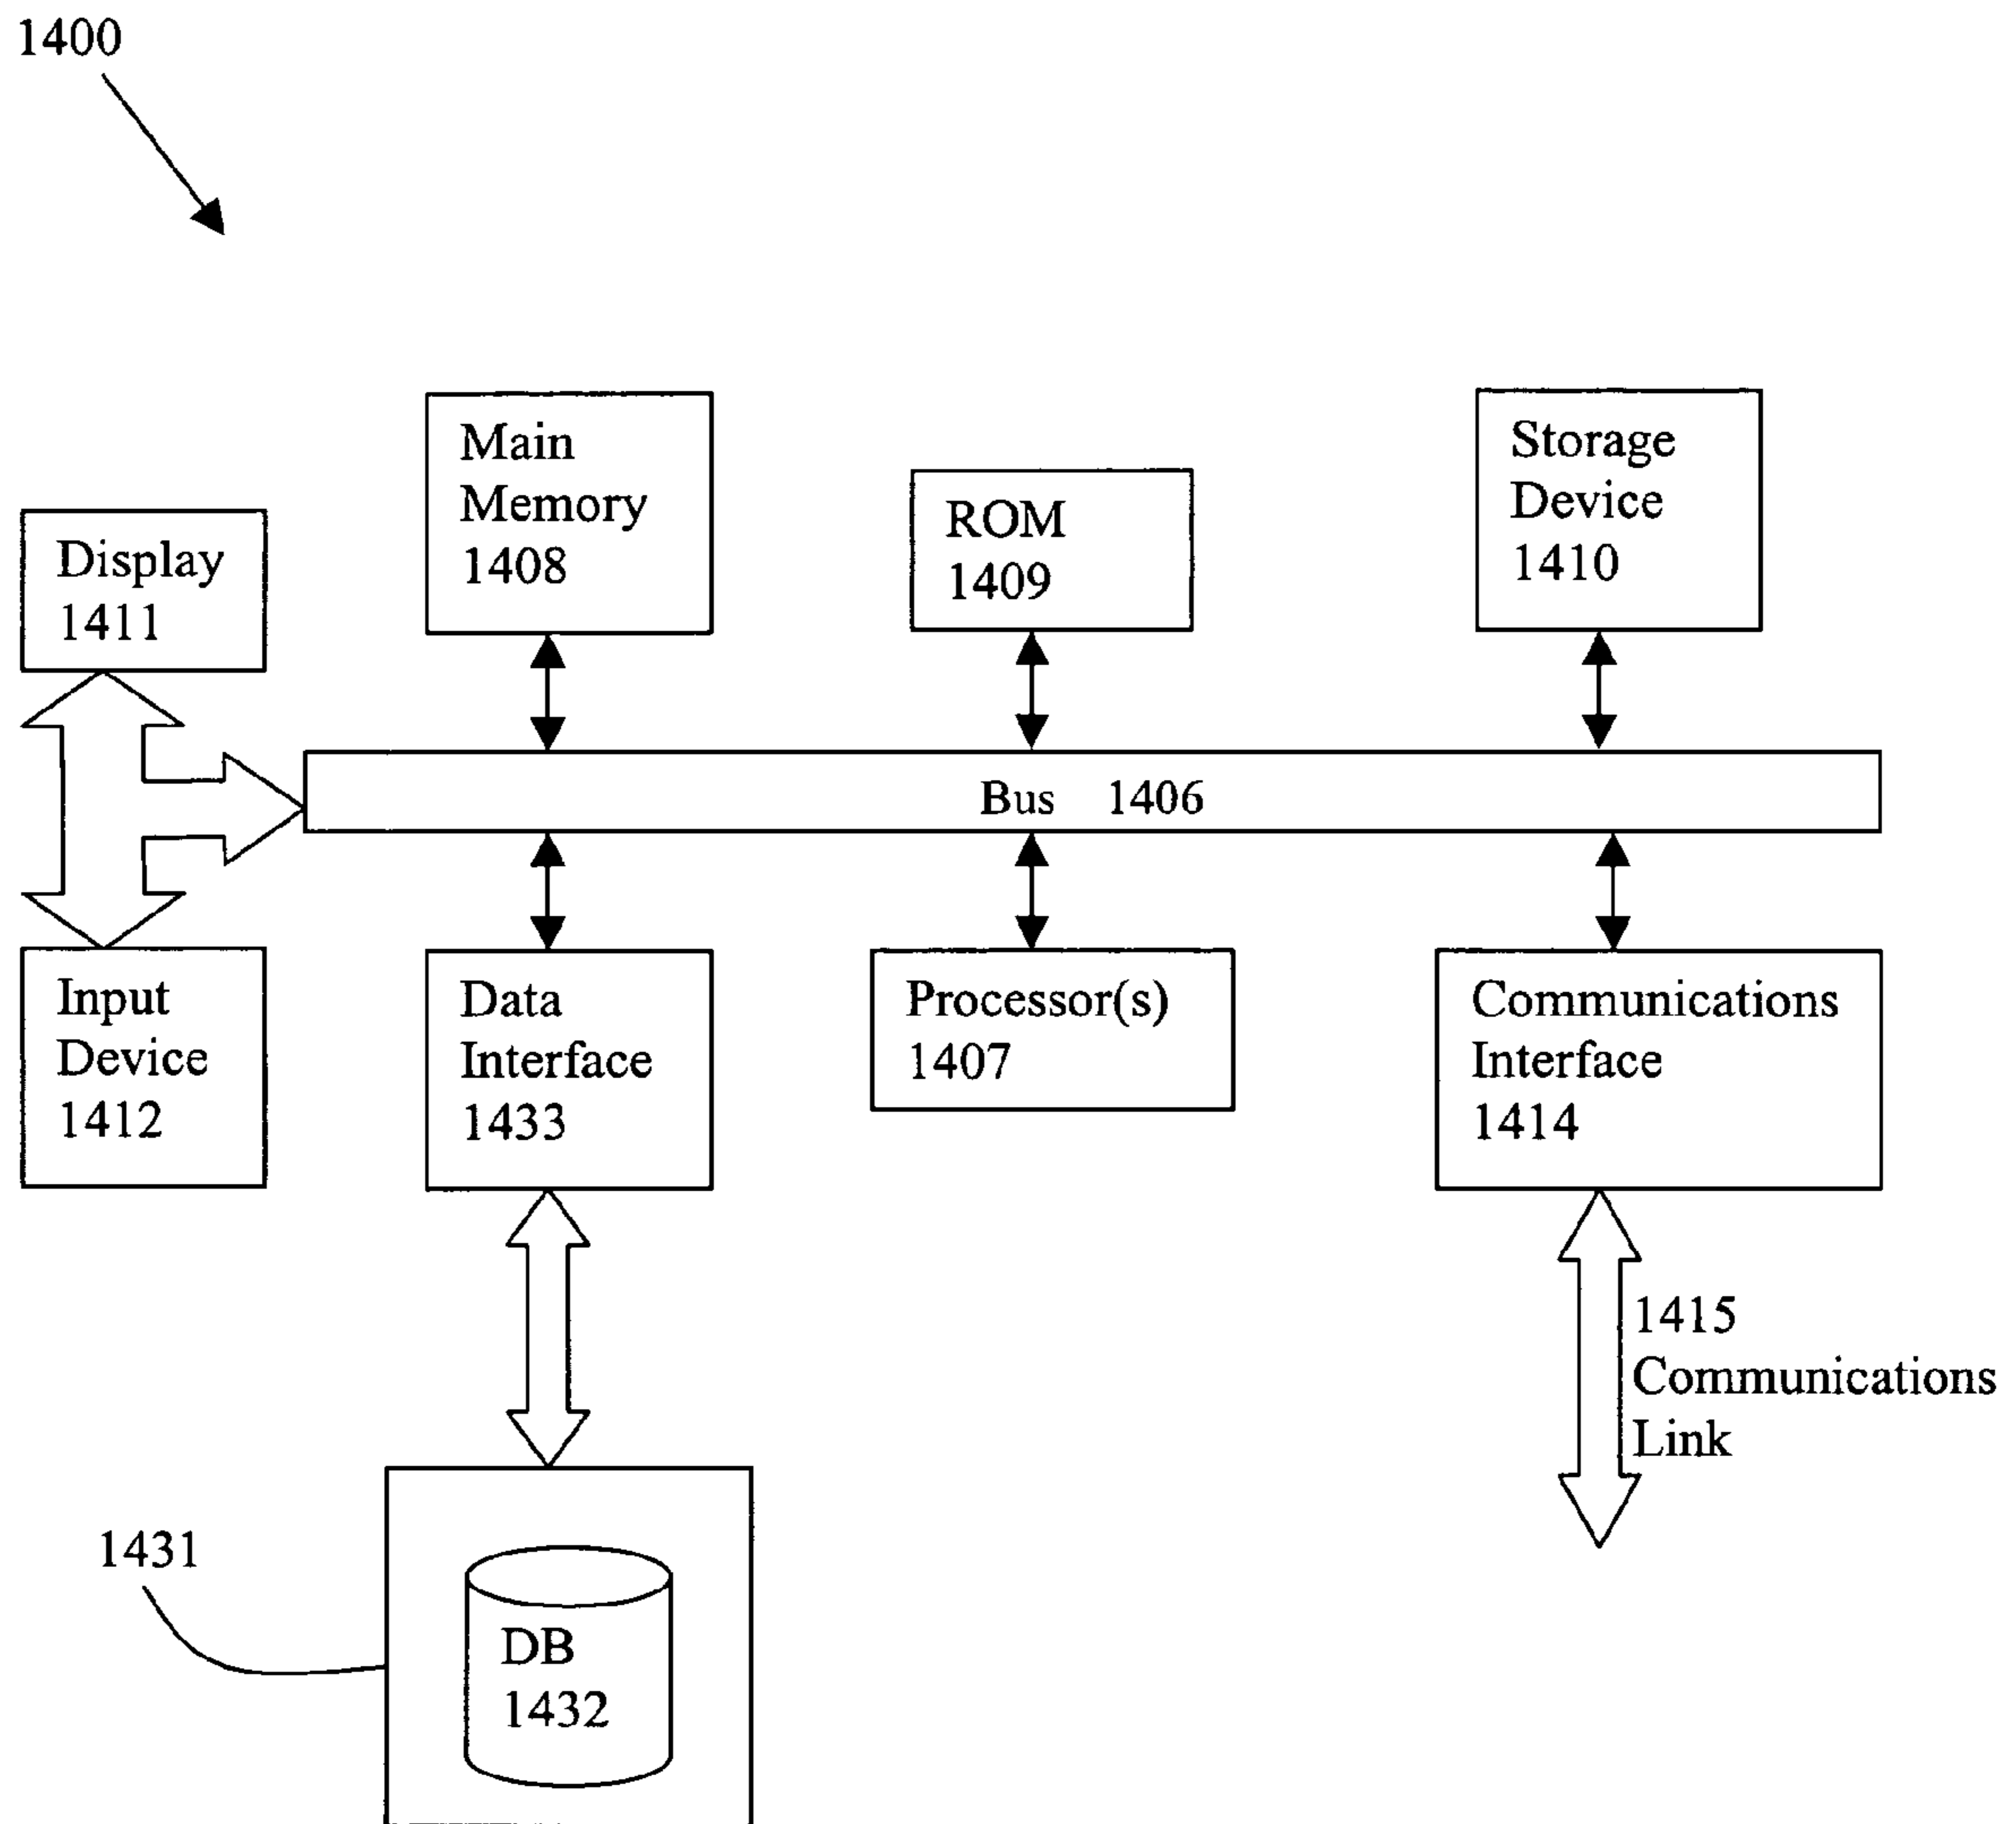 1400
Main
Memory
1408
ROM
1409
Storage
Device
1410
Display
1411
Bus 1406
Input
Device
1412
Data
Interface
1433
Processor(s)
1407
Communications
Interface
1414
1415
Communications
Link
1431
DB
1432